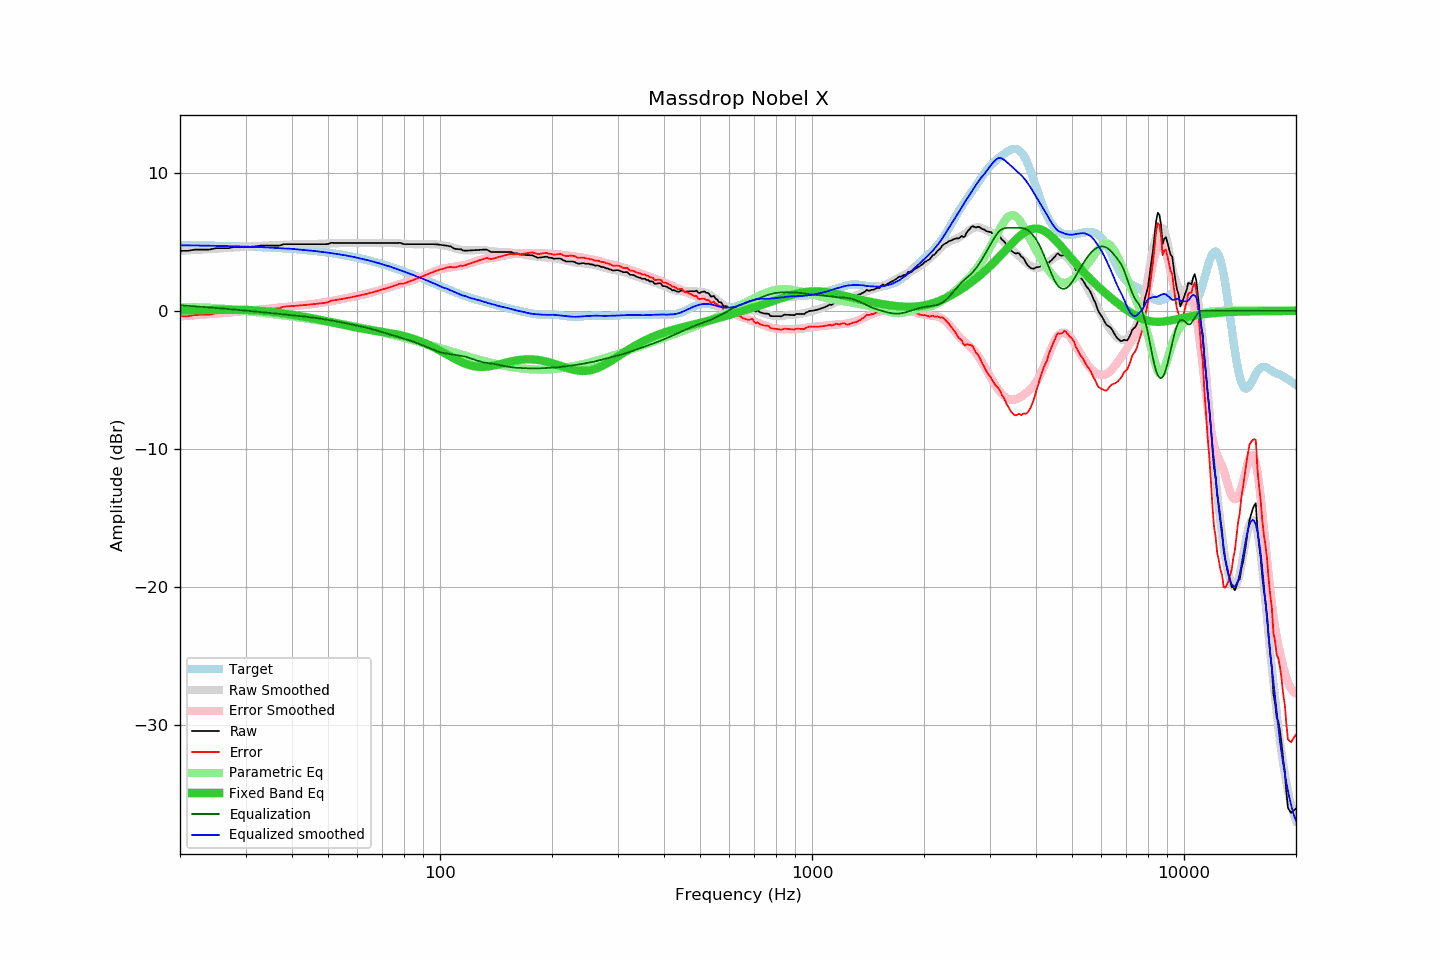 Massdrop Nobel X
10
0
−10
−20
−30
Amplitude (dBr)
Target
Raw Smoothed
Error Smoothed
Raw
Error
Parametric Eq
Fixed Band Eq
Equalization
Equalized smoothed
100
1000
10000
Frequency (Hz)